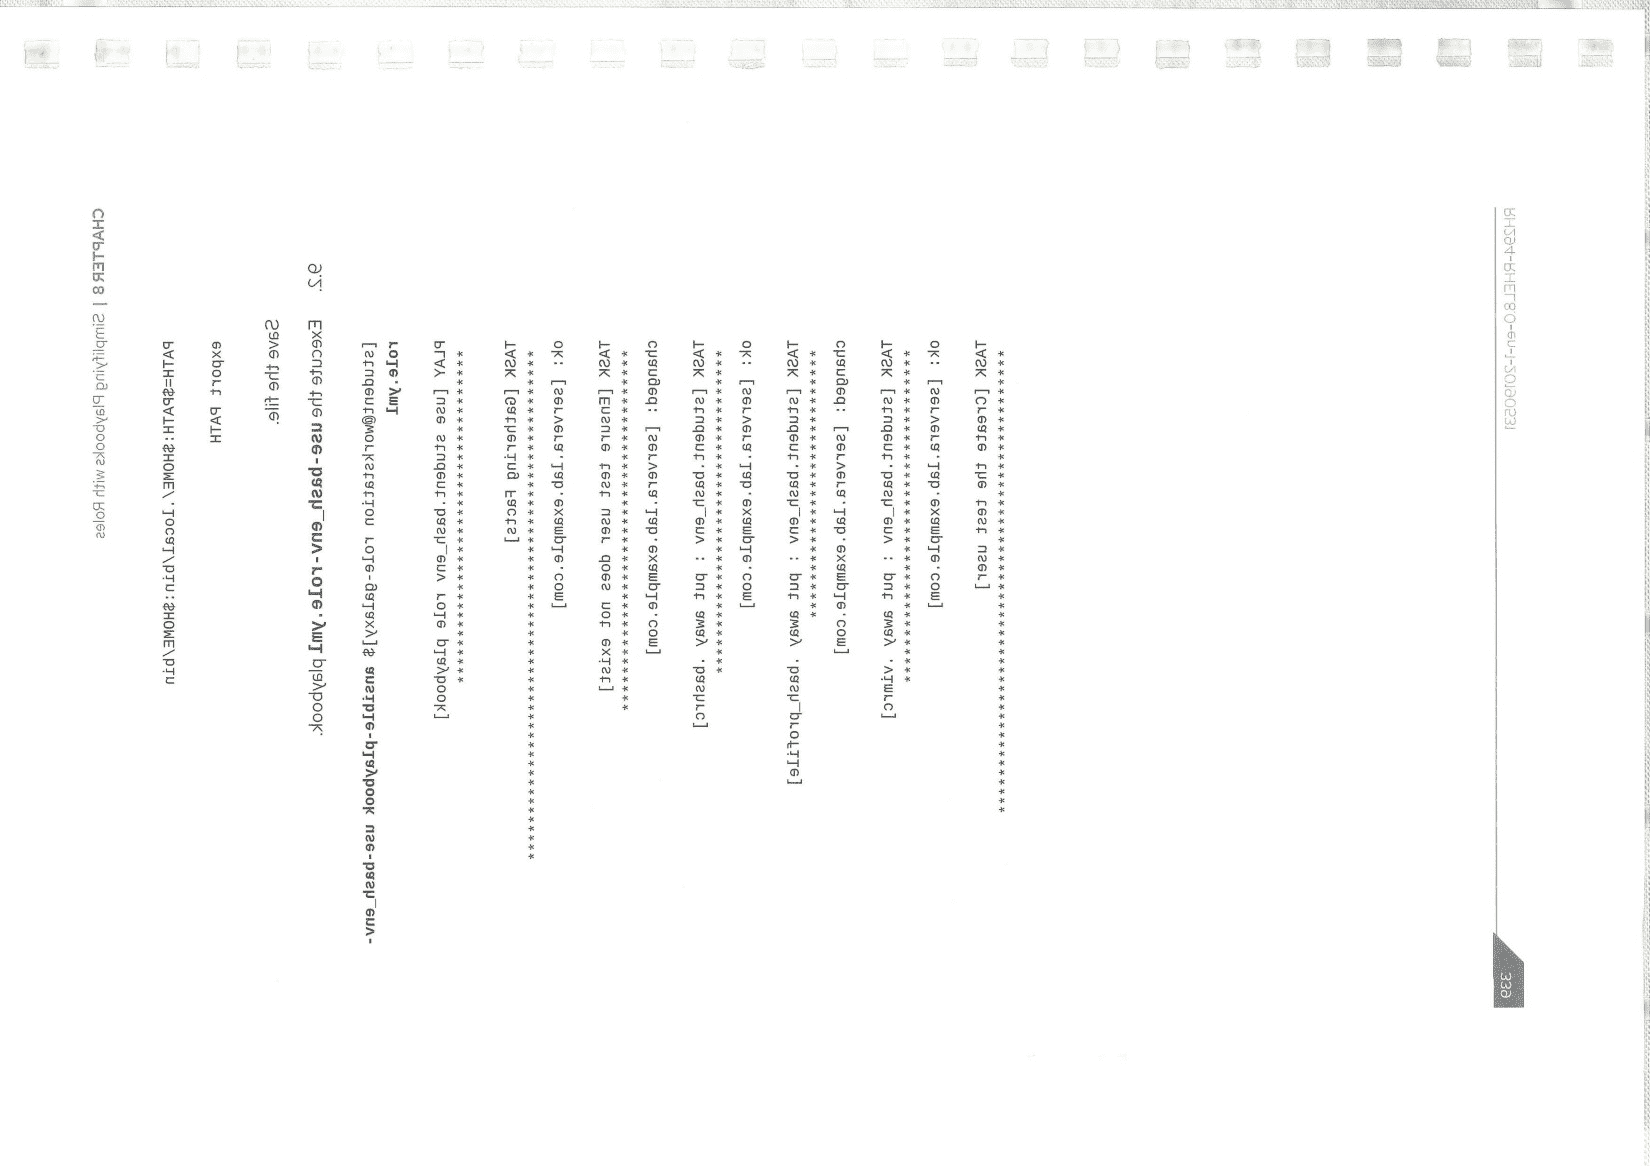 CHAPTER 8 | Simplifying Playbooks with Roles
PATH=$PATH:$HOME/.local/bin:$HOME/bin
export PATH
Save the file.
9.2. Execute the use-bash_env-role.yml playbook.
[student@workstation role-galaxy]$ ansible-playbook use-bash_env-
role.yml
PLAY [use student.bash_env role playbook]
************************************
TASK [Gathering Facts]
*******************************************************
ok: [servera.lab.example.com]
TASK [Ensure test user does not exist]
***************************************
changed: [servera.lab.example.com]
TASK [student.bash_env : put away .bashrc]
***********************************
ok: [servera.lab.example.com]
TASK [student.bash_env : put away .bash_profile]
*****************************
changed: [servera.lab.example.com]
TASK [student.bash_env : put away .vimrc]
************************************
ok: [servera.lab.example.com]
TASK [Create the test user]
**************************************************
RH294-RHEL8.0-en-1-20190531
339